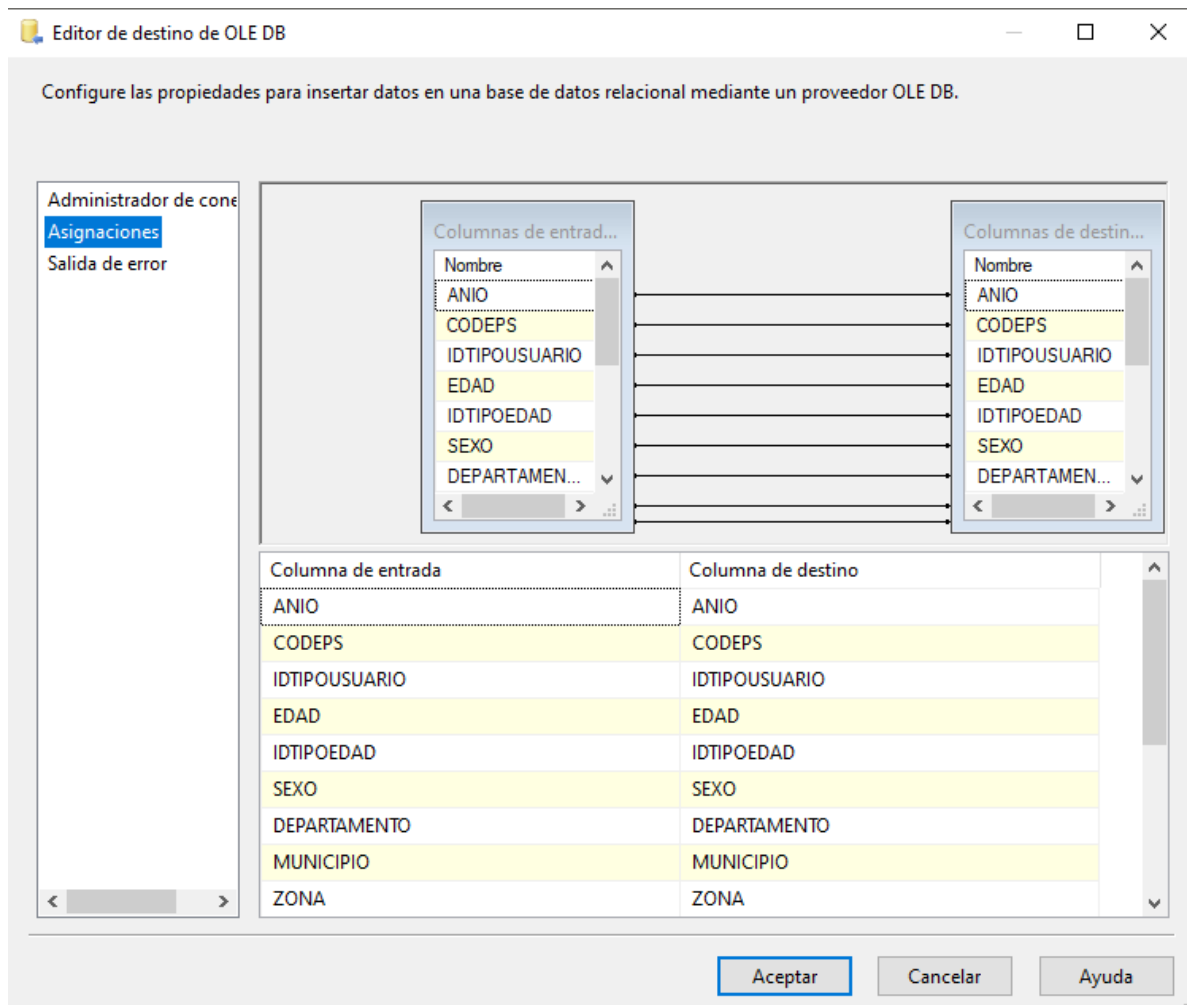 Editor de destino de OLE DB
Configure las propiedades para insertar datos en una base de datos relacional mediante un proveedor OLE DB.
Administrador de cone
Asignaciones
Salida de error
Columnas de entrad...
Nombre
ANIO
CODEPS
IDTIPOUSUARIO
EDAD
IDTIPOEDAD
SEXO
DEPARTAMEN...
Columnas de destin...
Nombre
ANIO
CODEPS
IDTIPOUSUARIO
EDAD
IDTIPOEDAD
SEXO
DEPARTAMEN...
Columna de entrada Columna de destino
ANIO ANIO
CODEPS CODEPS
IDTIPOUSUARIO IDTIPOUSUARIO
EDAD EDAD
IDTIPOEDAD IDTIPOEDAD
SEXO SEXO
DEPARTAMENTO DEPARTAMENTO
MUNICIPIO MUNICIPIO
ZONA ZONA
Aceptar Cancelar Ayuda